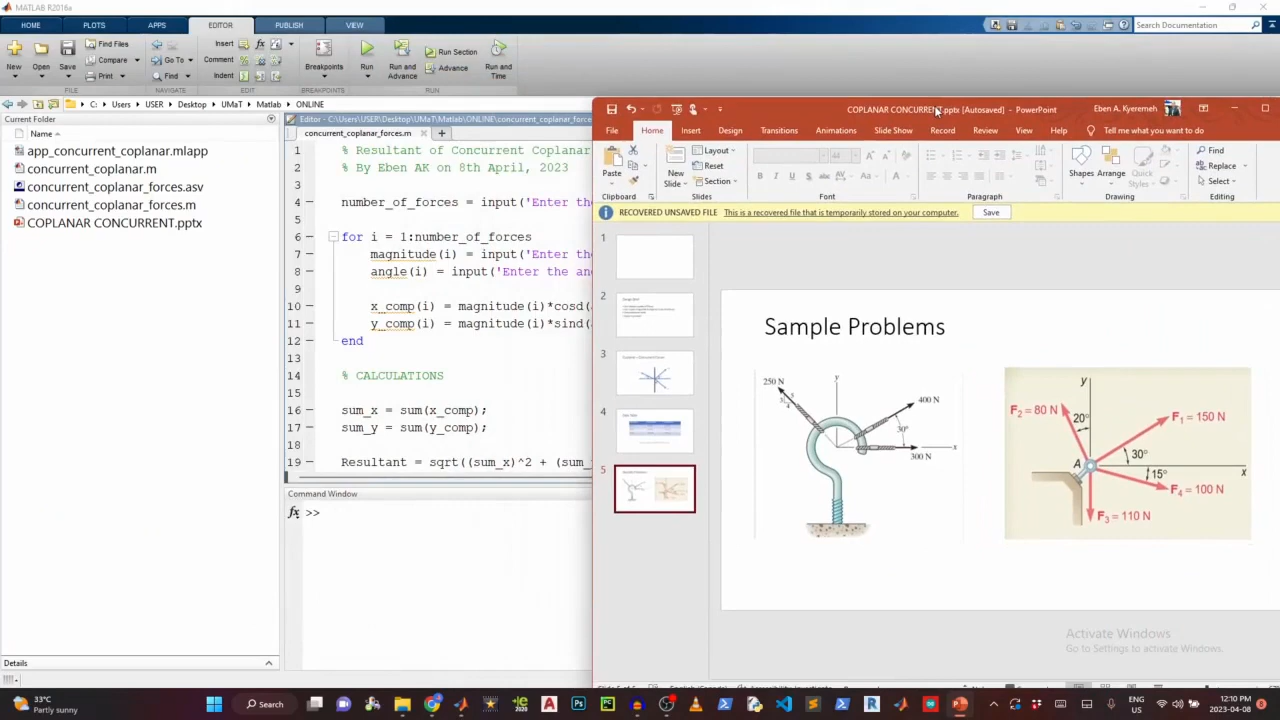 MATLAB R2016a
HOME PLOTS APPS EDITOR PUBLISH VIEW
Search Documentation
New Open Save Find Files Compare Print Go To Find
Insert Comment Indent
Breakpoints Run Run and Advance Run Section Advance Run and Time
FILE NAVIGATE EDIT BREAKPOINTS RUN
C: Users USER Desktop UMaT Matlab ONLINE
Current Folder
Name
app_concurrent_coplanar.mlapp
concurrent_coplanar.m
concurrent_coplanar_forces.asv
concurrent_coplanar_forces.m
COPLANAR CONCURRENT.pptx
Details
Editor - C:\Users\USER\Desktop\UMaT\Matlab\ONLINE\concurrent_coplanar_force
concurrent_coplanar_forces.m
1 % Resultant of Concurrent Coplanar
2 % By Eben AK on 8th April, 2023
3
4 number_of_forces = input('Enter the
5
6 for i = 1:number_of_forces
7 magnitude(i) = input('Enter the
8 angle(i) = input('Enter the an
9
10 x_comp(i) = magnitude(i)*cosd(
11 y_comp(i) = magnitude(i)*sind(
12 end
13
14 % CALCULATIONS
15
16 sum_x = sum(x_comp);
17 sum_y = sum(y_comp);
18
19 Resultant = sqrt((sum_x)^2 + (sum_
Command Window
fx >>
COPLANAR CONCURRENT.pptx [Autosaved] - PowerPoint
Eben A. Kyeremeh
File Home Insert Design Transitions Animations Slide Show Record Review View Help Tell me what you want to do
Paste New Slide Layout Reset Section
Shapes Arrange Quick Styles Find Replace Select
Clipboard Slides Font Paragraph Drawing Editing
RECOVERED UNSAVED FILE This is a recovered file that is temporarily stored on your computer. Save
1
2
3
4
5
Sample Problems
250 N
y
400 N
30°
x
300 N
y
F2 = 80 N
20°
F1 = 150 N
A
30°
x
15°
F4 = 100 N
F3 = 110 N
Activate Windows
Go to Settings to activate Windows.
33°C
Partly sunny
Search
ENG
US
12:10 PM
2023-04-08